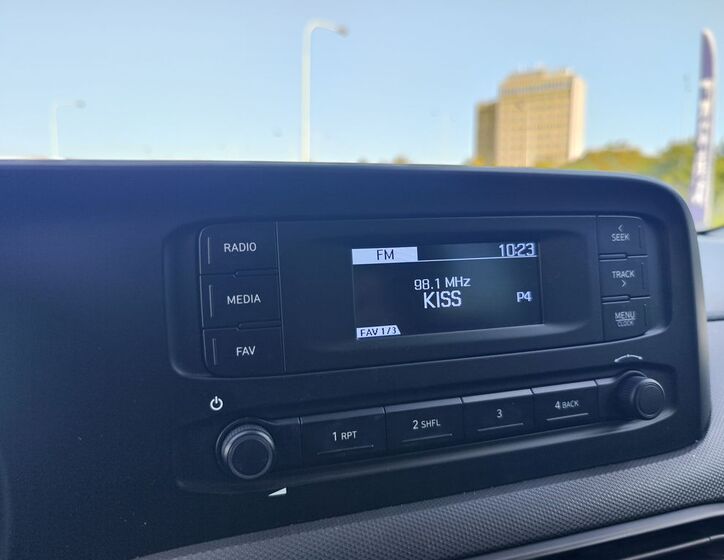 RADIO
MEDIA
FAV
FM 10:23
98.1 MHz
KISS
P4
FAV 1/3
< SEEK
TRACK >
MENU
CLOCK
1 RPT
2 SHFL
3
4 BACK